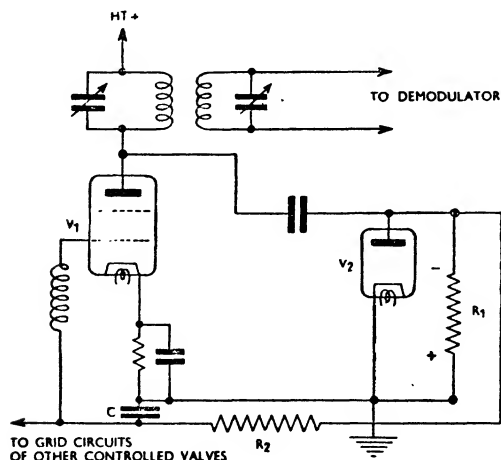 HT+
TO DEMODULATOR
V1
V2
−
R1
+
C
R2
TO GRID CIRCUITS
OF OTHER CONTROLLED VALVES